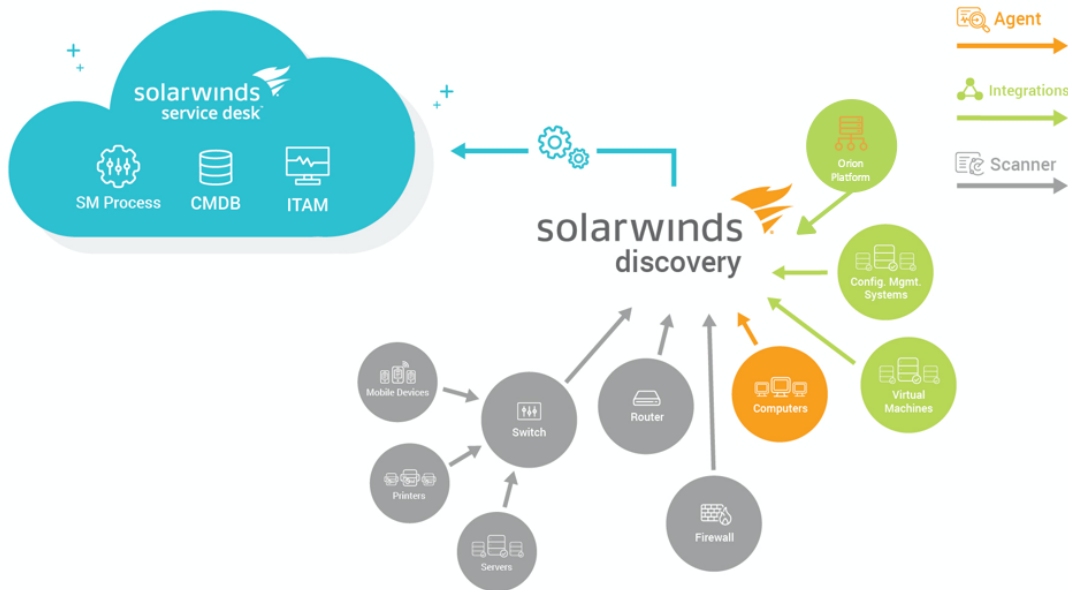 solarwinds
service desk
SM Process
CMDB
ITAM
Agent
Integrations
Scanner
Orion
Platform
solarwinds
discovery
Config. Mgmt.
Systems
Mobile Devices
Switch
Router
Computers
Virtual
Machines
Printers
Servers
Firewall